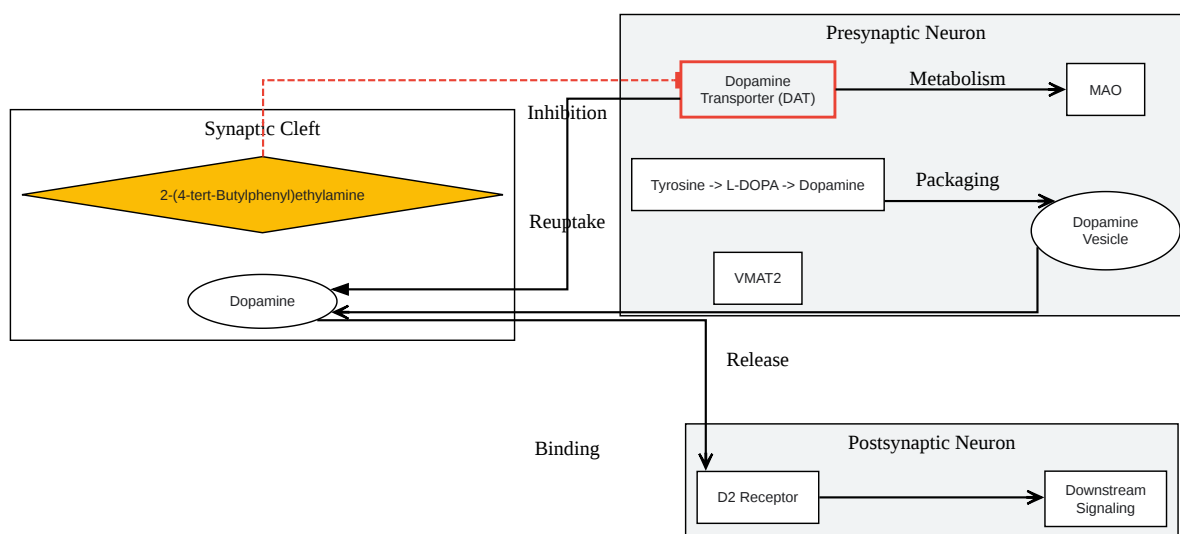 Presynaptic Neuron
Dopamine
Transporter (DAT)
Metabolism
MAO
Inhibition
Synaptic Cleft
2-(4-tert-Butylphenyl)ethylamine
Tyrosine -> L-DOPA -> Dopamine
Packaging
Dopamine
Vesicle
Reuptake
VMAT2
Dopamine
Release
Binding
Postsynaptic Neuron
D2 Receptor
Downstream
Signaling